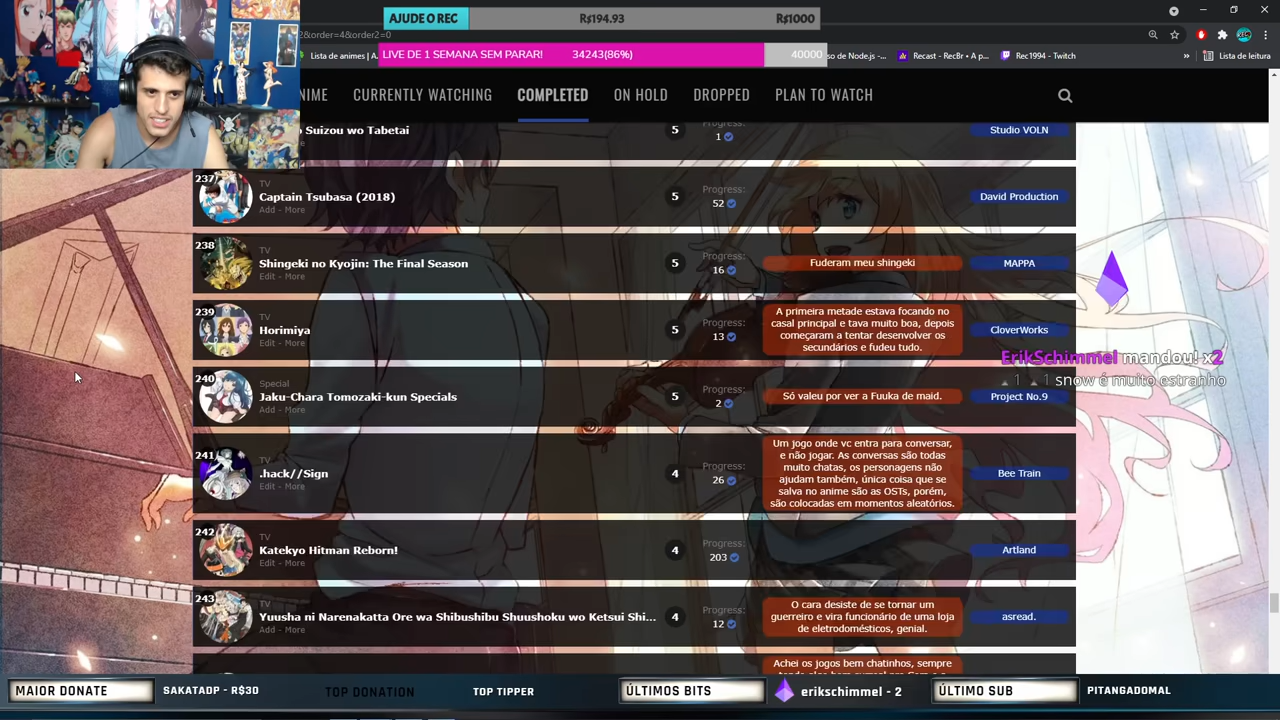 AJUDE O REC
R$194.93
R$1000
2&order=4&order2=0
Lista de animes | A
LIVE DE 1 SEMANA SEM PARAR!
34243(86%)
40000
so de Node.js -...
Recast - RecBr • A p...
Rec1994 - Twitch
»
Lista de leitura
NIME
CURRENTLY WATCHING
COMPLETED
ON HOLD
DROPPED
PLAN TO WATCH
o Suizou wo Tabetai
5
Progress:
1
Studio VOLN
237
TV
Captain Tsubasa (2018)
Add - More
5
Progress:
52
David Production
238
TV
Shingeki no Kyojin: The Final Season
Edit - More
5
Progress:
16
Fuderam meu shingeki
MAPPA
239
TV
Horimiya
Edit - More
5
Progress:
13
A primeira metade estava focando no
casal principal e tava muito boa, depois
começaram a tentar desenvolver os
secundários e fudeu tudo.
CloverWorks
ErikSchimmel mandou! x2
1 1 snow é muito estranho
240
Special
Jaku-Chara Tomozaki-kun Specials
Add - More
5
Progress:
2
Só valeu por ver a Fuuka de maid.
Project No.9
241
TV
.hack//Sign
Edit - More
4
Progress:
26
Um jogo onde vc entra para conversar,
e não jogar. As conversas são todas
muito chatas, os personagens não
ajudam também, única coisa que se
salva no anime são as OSTs, porém,
são colocadas em momentos aleatórios.
Bee Train
242
TV
Katekyo Hitman Reborn!
Edit - More
4
Progress:
203
Artland
243
TV
Yuusha ni Narenakatta Ore wa Shibushibu Shuushoku wo Ketsui Shi...
Add - More
4
Progress:
12
O cara desiste de se tornar um
guerreiro e vira funcionário de uma loja
de eletrodomésticos, genial.
asread.
Achei os jogos bem chatinhos, sempre
MAIOR DONATE
SAKATADP - R$30
TOP DONATION
TOP TIPPER
ÚLTIMOS BITS
erikschimmel - 2
ÚLTIMO SUB
PITANGADOMAL